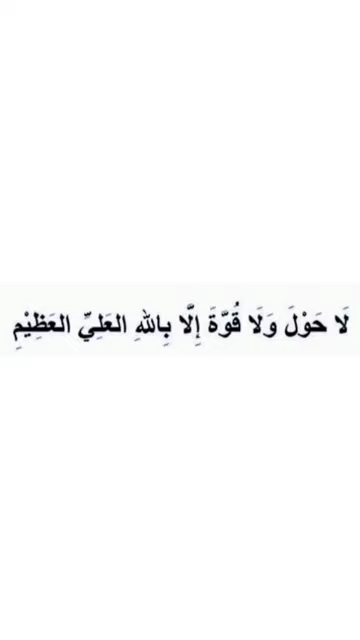 لَا حَوْلَ وَلَا قُوَّةَ إِلَّا بِاللهِ العَلِيِّ العَظِيْمِ